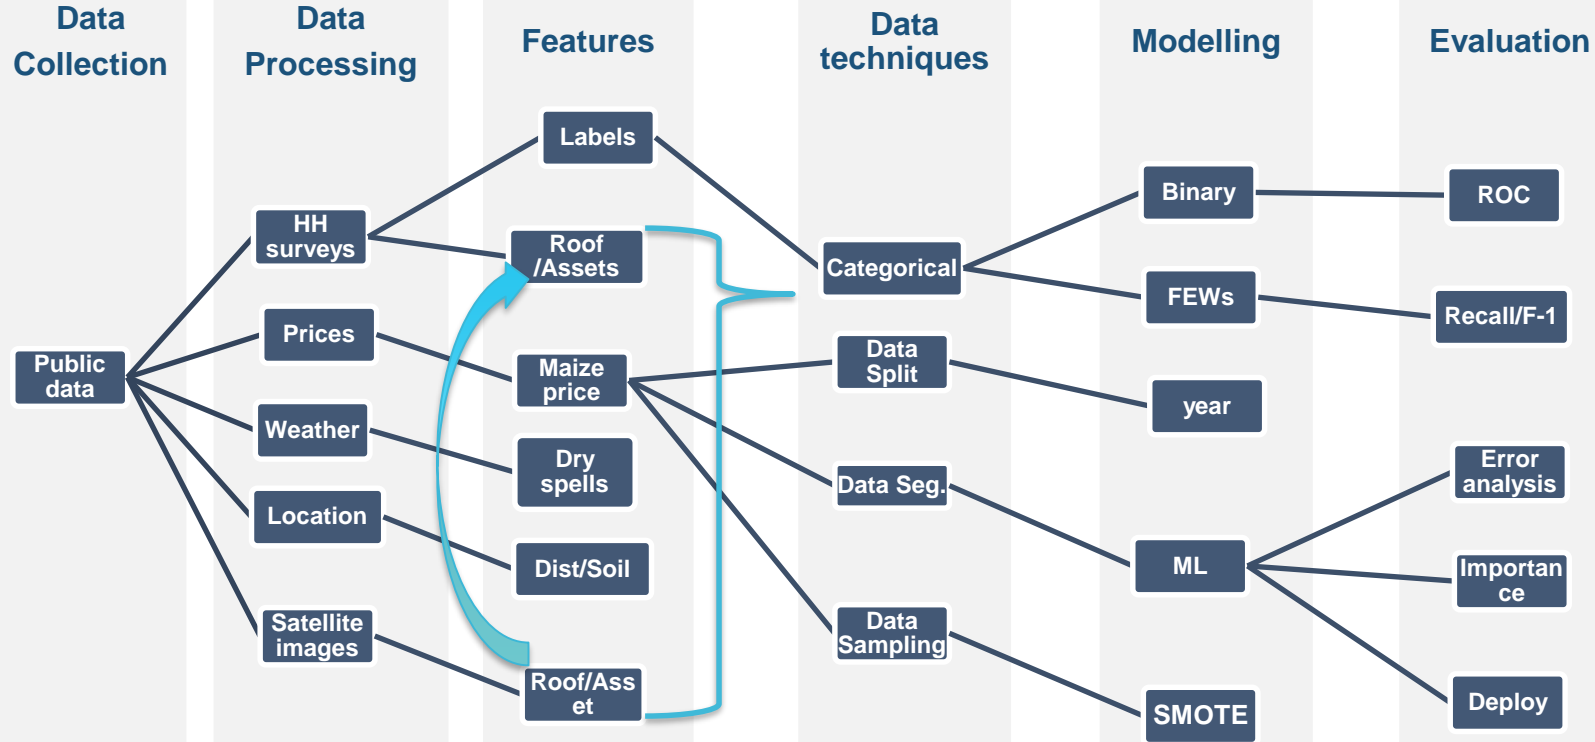 Data
Collection
Data
Processing
Features
Data
techniques
Modelling
Evaluation
Public
data
HH
surveys
Prices
Weather
Location
Satellite
images
Labels
Roof
/Assets
Maize
price
Dry
spells
Dist/Soil
Roof/Ass
et
Categorical
Data
Split
Data Seg.
Data
Sampling
Binary
FEWs
year
ML
SMOTE
ROC
Recall/F-1
Error
analysis
Importan
ce
Deploy